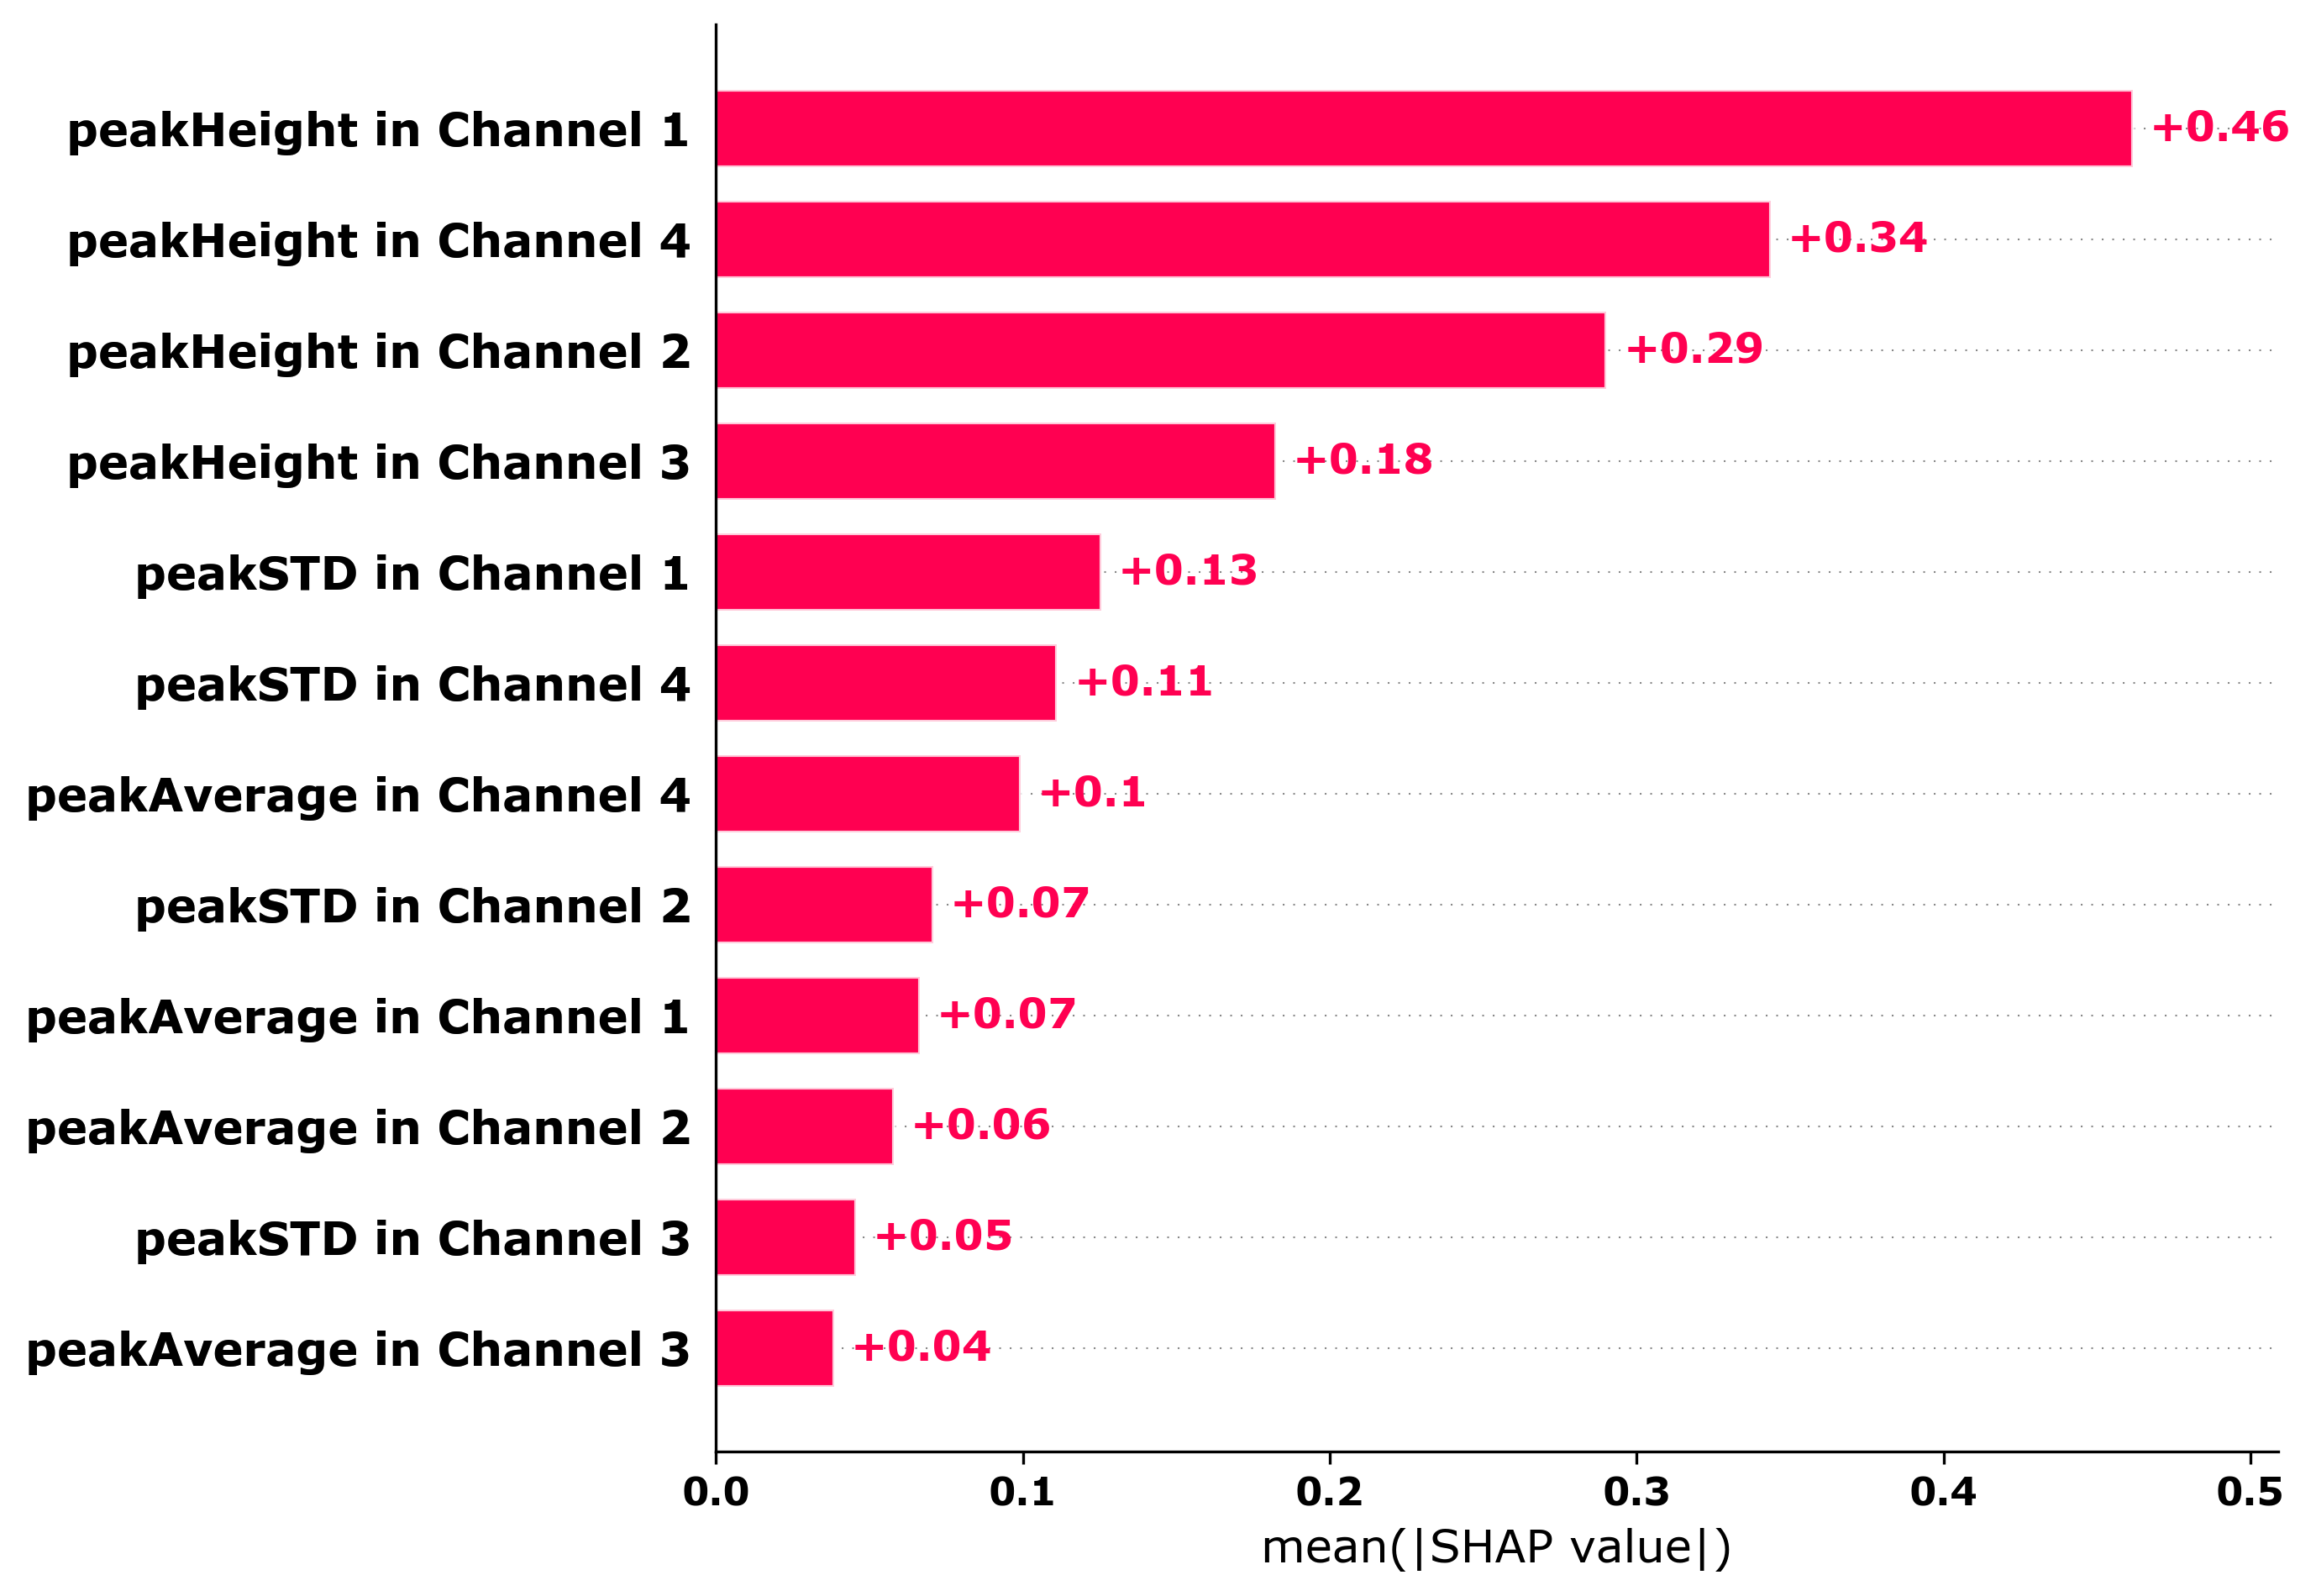 peakHeight in Channel 1 +0.46
peakHeight in Channel 4 +0.34
peakHeight in Channel 2 +0.29
peakHeight in Channel 3 +0.18
peakSTD in Channel 1 +0.13
peakSTD in Channel 4 +0.11
peakAverage in Channel 4 +0.1
peakSTD in Channel 2 +0.07
peakAverage in Channel 1 +0.07
peakAverage in Channel 2 +0.06
peakSTD in Channel 3 +0.05
peakAverage in Channel 3 +0.04
0.0 0.1 0.2 0.3 0.4 0.5
mean(|SHAP value|)